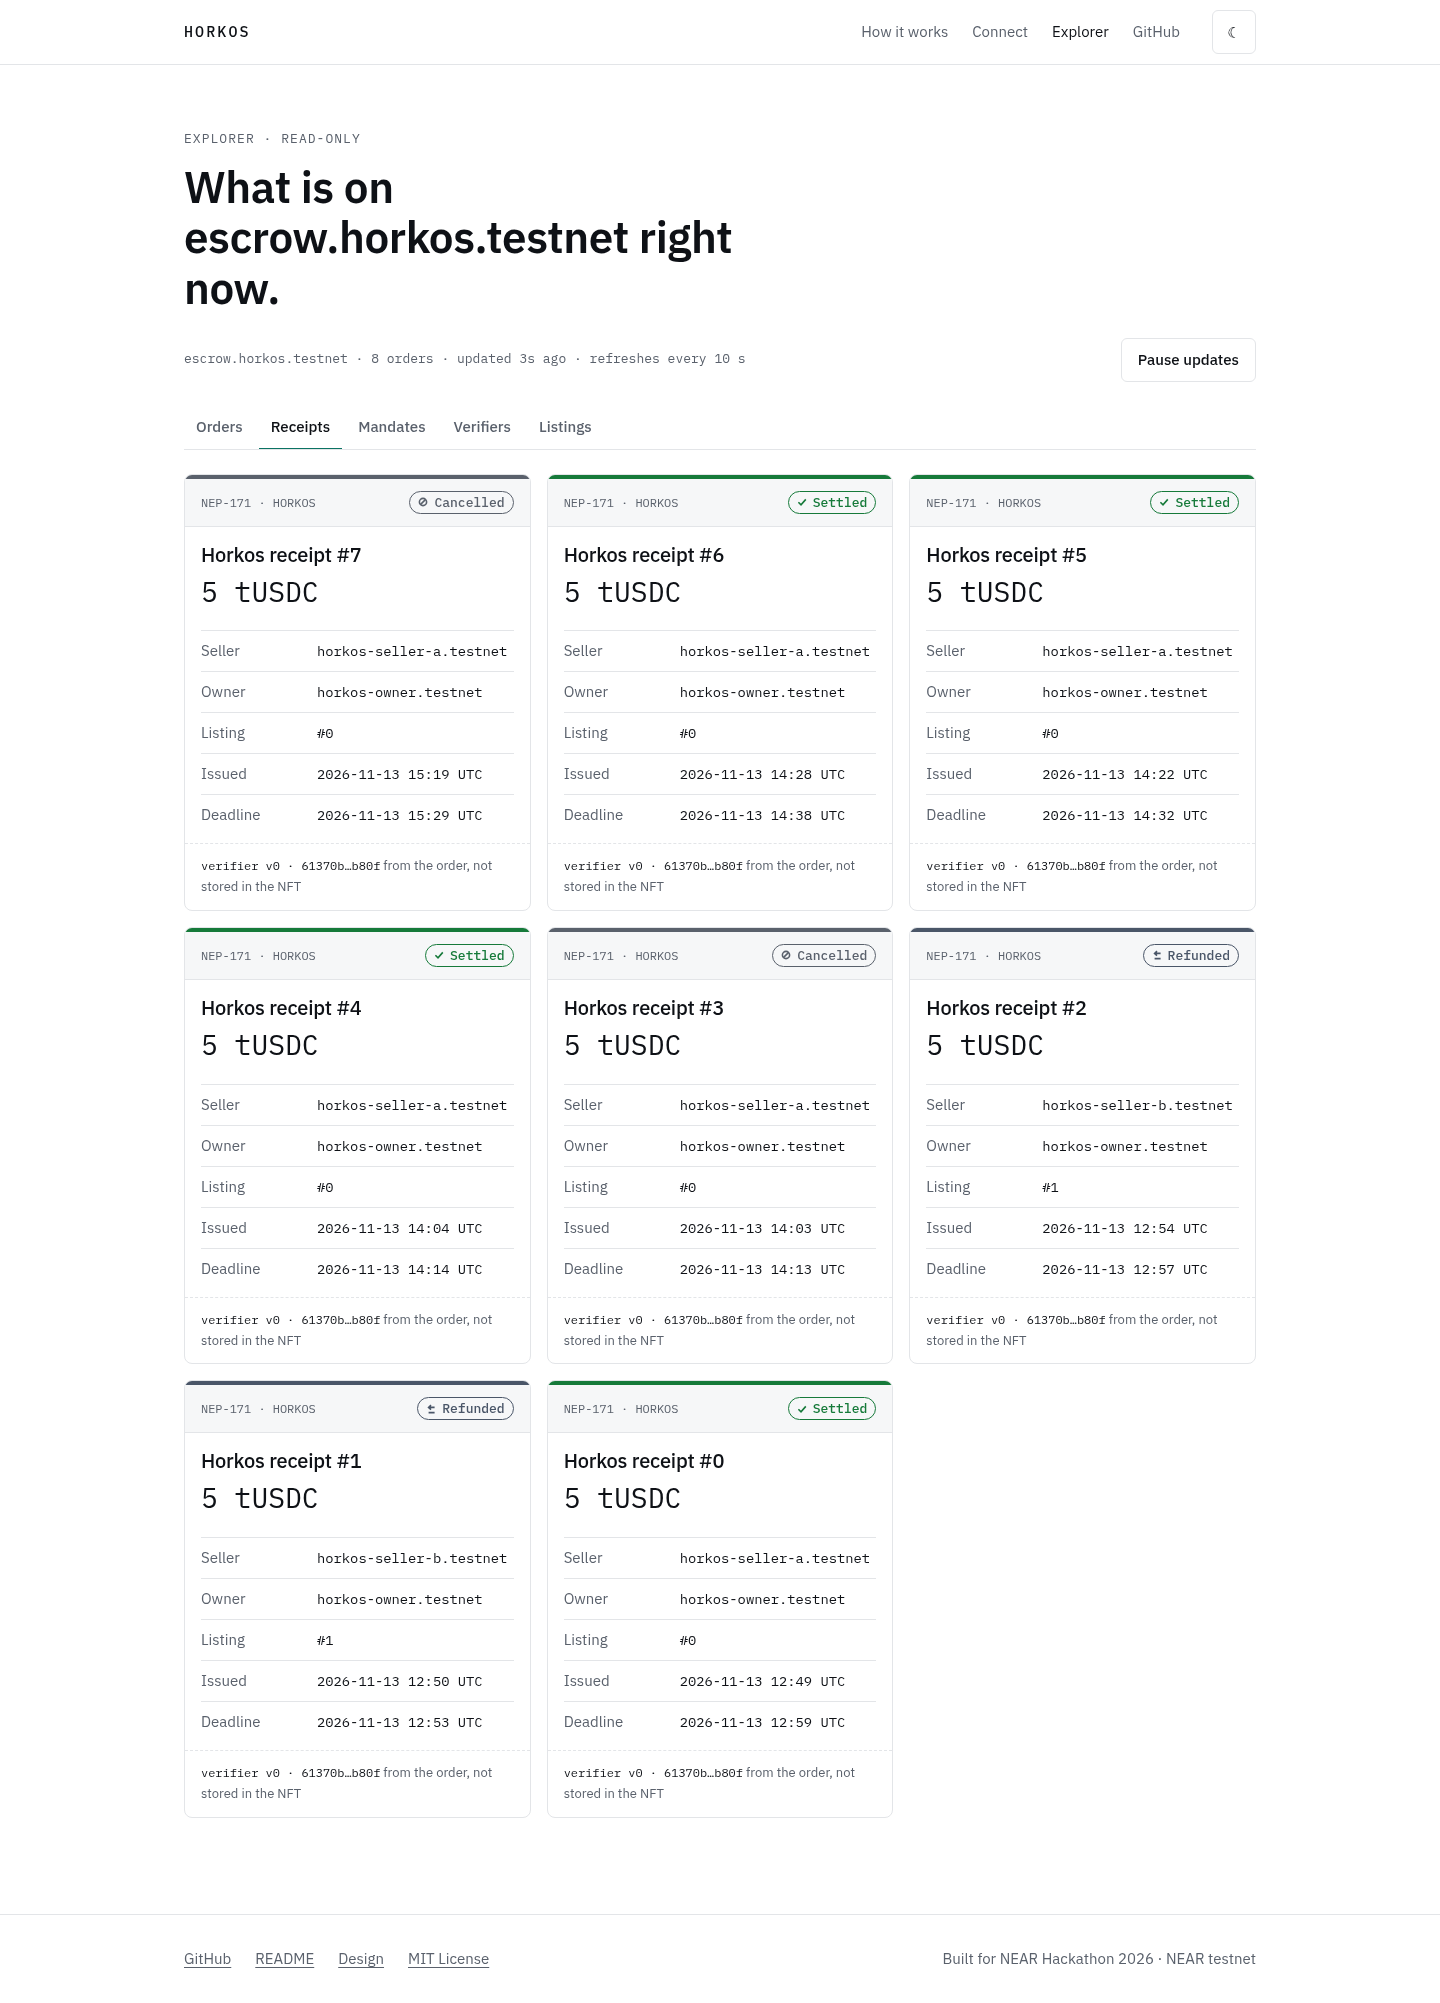 HORKOS
How it works
Connect
Explorer
GitHub
EXPLORER · READ-ONLY
What is on
escrow.horkos.testnet right
now.
escrow.horkos.testnet · 8 orders · updated 3s ago · refreshes every 10 s
Pause updates
Orders
Receipts
Mandates
Verifiers
Listings
NEP-171 · HORKOS
Cancelled
Horkos receipt #7
5 tUSDC
Seller horkos-seller-a.testnet
Owner horkos-owner.testnet
Listing #0
Issued 2026-11-13 15:19 UTC
Deadline 2026-11-13 15:29 UTC
verifier v0 · 61370b…b80f from the order, not
stored in the NFT
NEP-171 · HORKOS
Settled
Horkos receipt #6
5 tUSDC
Seller horkos-seller-a.testnet
Owner horkos-owner.testnet
Listing #0
Issued 2026-11-13 14:28 UTC
Deadline 2026-11-13 14:38 UTC
verifier v0 · 61370b…b80f from the order, not
stored in the NFT
NEP-171 · HORKOS
Settled
Horkos receipt #5
5 tUSDC
Seller horkos-seller-a.testnet
Owner horkos-owner.testnet
Listing #0
Issued 2026-11-13 14:22 UTC
Deadline 2026-11-13 14:32 UTC
verifier v0 · 61370b…b80f from the order, not
stored in the NFT
NEP-171 · HORKOS
Settled
Horkos receipt #4
5 tUSDC
Seller horkos-seller-a.testnet
Owner horkos-owner.testnet
Listing #0
Issued 2026-11-13 14:04 UTC
Deadline 2026-11-13 14:14 UTC
verifier v0 · 61370b…b80f from the order, not
stored in the NFT
NEP-171 · HORKOS
Cancelled
Horkos receipt #3
5 tUSDC
Seller horkos-seller-a.testnet
Owner horkos-owner.testnet
Listing #0
Issued 2026-11-13 14:03 UTC
Deadline 2026-11-13 14:13 UTC
verifier v0 · 61370b…b80f from the order, not
stored in the NFT
NEP-171 · HORKOS
Refunded
Horkos receipt #2
5 tUSDC
Seller horkos-seller-b.testnet
Owner horkos-owner.testnet
Listing #1
Issued 2026-11-13 12:54 UTC
Deadline 2026-11-13 12:57 UTC
verifier v0 · 61370b…b80f from the order, not
stored in the NFT
NEP-171 · HORKOS
Refunded
Horkos receipt #1
5 tUSDC
Seller horkos-seller-b.testnet
Owner horkos-owner.testnet
Listing #1
Issued 2026-11-13 12:50 UTC
Deadline 2026-11-13 12:53 UTC
verifier v0 · 61370b…b80f from the order, not
stored in the NFT
NEP-171 · HORKOS
Settled
Horkos receipt #0
5 tUSDC
Seller horkos-seller-a.testnet
Owner horkos-owner.testnet
Listing #0
Issued 2026-11-13 12:49 UTC
Deadline 2026-11-13 12:59 UTC
verifier v0 · 61370b…b80f from the order, not
stored in the NFT
GitHub
README
Design
MIT License
Built for NEAR Hackathon 2026 · NEAR testnet